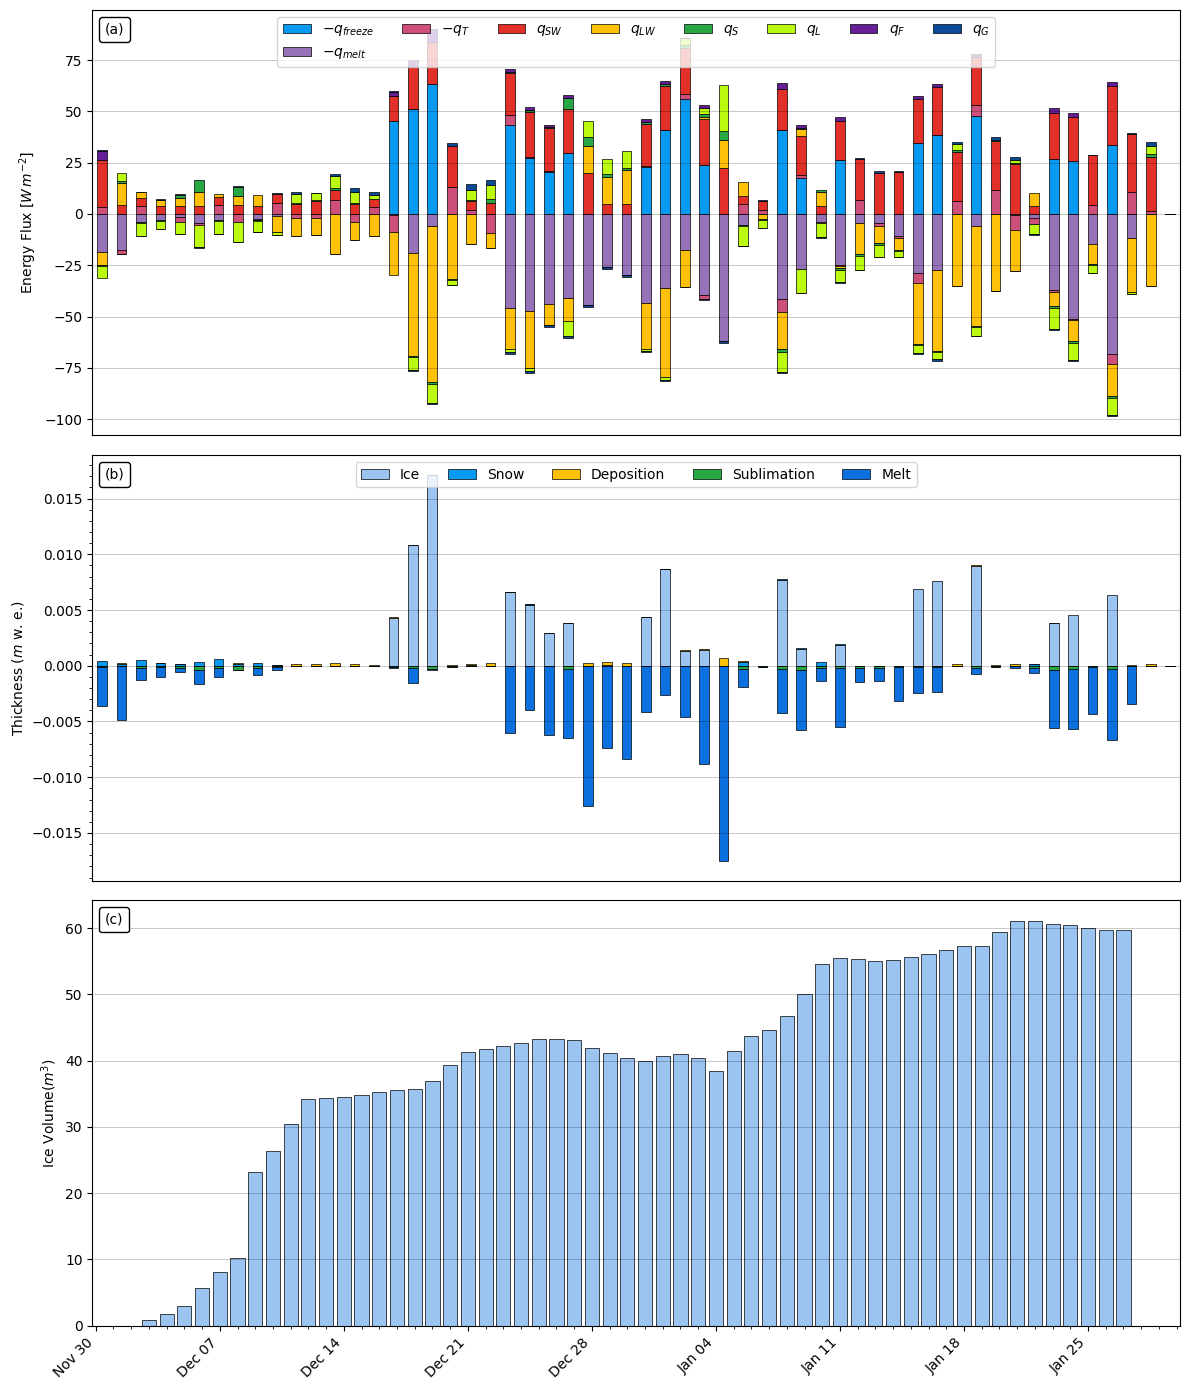 (a)
−q_freeze −q_T q_SW q_LW q_S q_L q_F q_G
−q_melt
Energy Flux [W m⁻²]
75
50
25
0
−25
−50
−75
−100
(b)
Ice Snow Deposition Sublimation Melt
Thickness (m w. e.)
0.015
0.010
0.005
0.000
−0.005
−0.010
−0.015
(c)
Ice Volume(m³)
60
50
40
30
20
10
0
Nov 30 Dec 07 Dec 14 Dec 21 Dec 28 Jan 04 Jan 11 Jan 18 Jan 25